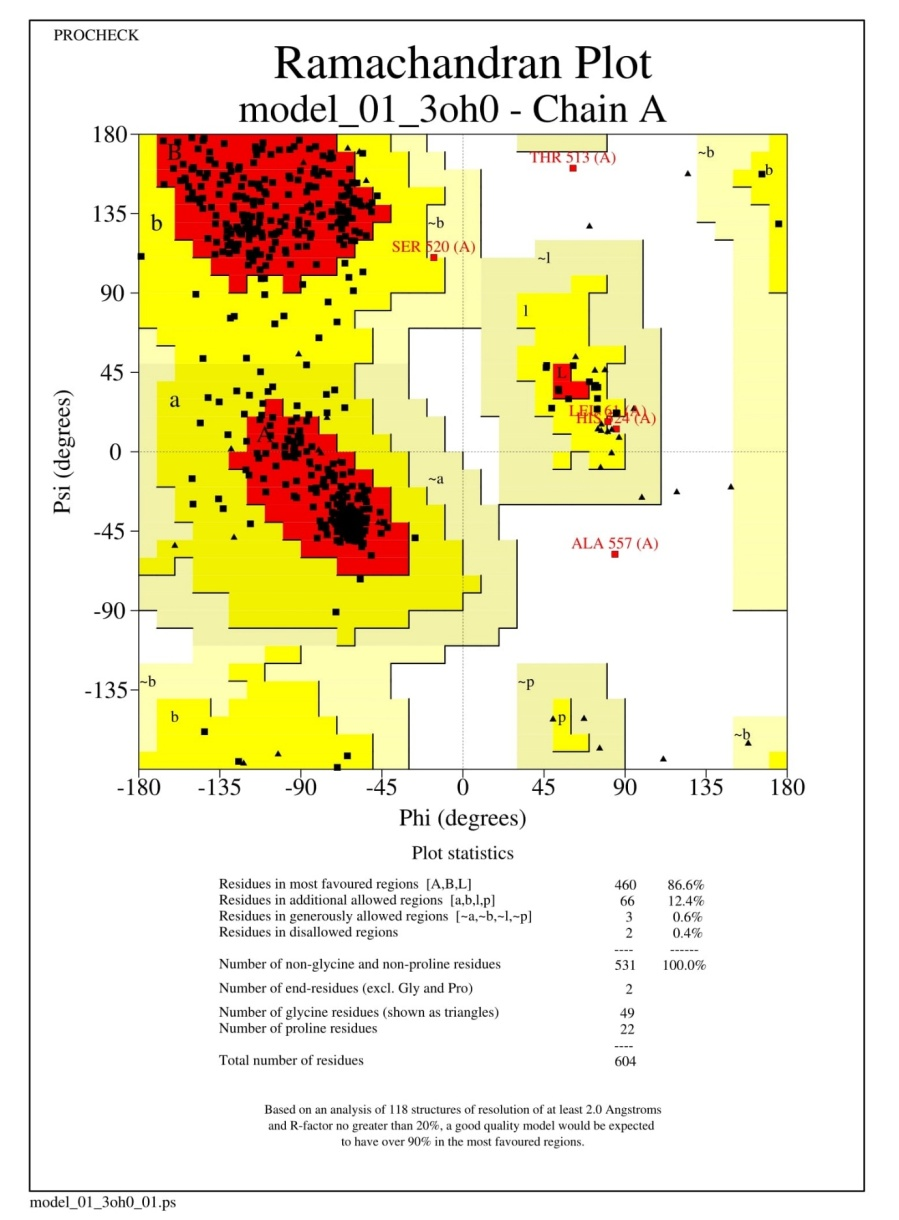 PROCHECK
Ramachandran Plot
model_01_3oh0 - Chain A
180
135
90
45
0
-45
-90
-135
Psi (degrees)
B
THR 513 (A)
~b
b
b
~b
SER 520 (A)
~l
l
a
L
A
HIS 624 (A)
~a
ALA 557 (A)
~b
~p
b
p
~b
-180 -135 -90 -45 0 45 90 135 180
Phi (degrees)
Plot statistics
Residues in most favoured regions [A,B,L] 460 86.6%
Residues in additional allowed regions [a,b,l,p] 66 12.4%
Residues in generously allowed regions [~a,~b,~l,~p] 3 0.6%
Residues in disallowed regions 2 0.4%
---- ------
Number of non-glycine and non-proline residues 531 100.0%
Number of end-residues (excl. Gly and Pro) 2
Number of glycine residues (shown as triangles) 49
Number of proline residues 22
----
Total number of residues 604
Based on an analysis of 118 structures of resolution of at least 2.0 Angstroms
and R-factor no greater than 20%, a good quality model would be expected
to have over 90% in the most favoured regions.
model_01_3oh0_01.ps